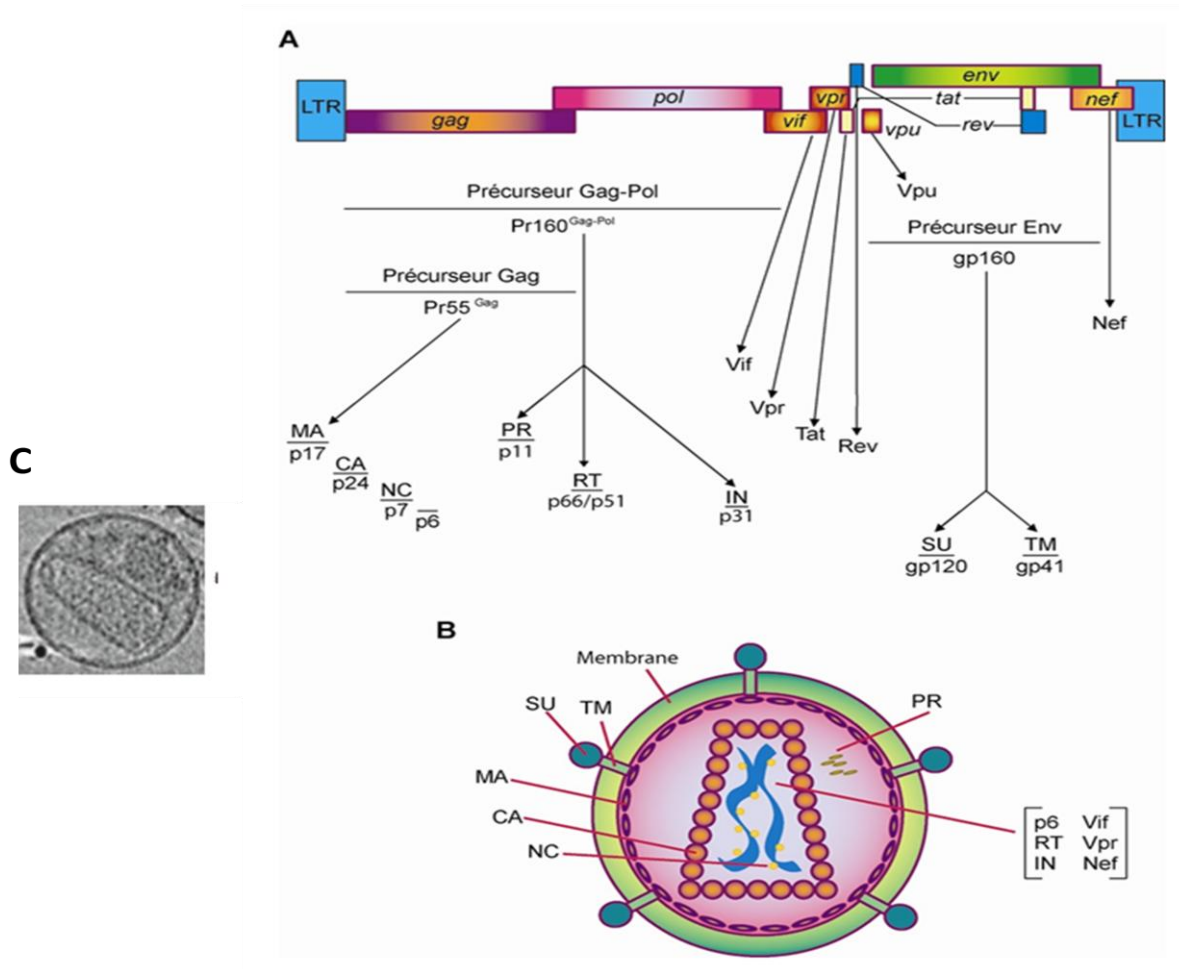 A
LTR
gag
pol
vif
vpr
vpu
tat
rev
env
nef
LTR
Précurseur Gag-Pol
Pr160Gag-Pol
Précurseur Gag
Pr55 Gag
Vpu
Précurseur Env
gp160
Nef
Vif
Vpr
Tat
Rev
MA
p17
CA
p24
NC
p7
p6
PR
p11
RT
p66/p51
IN
p31
SU
gp120
TM
gp41
C
B
Membrane
SU
TM
PR
MA
CA
NC
p6 Vif
RT Vpr
IN Nef